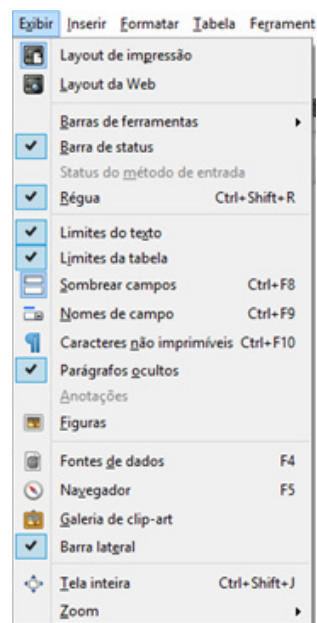 Exibir Inserir Formatar Tabela Ferrament
Layout de impressão
Layout da Web
Barras de ferramentas
Barra de status
Status do método de entrada
Régua Ctrl+Shift+R
Limites do texto
Limites da tabela
Sombrear campos Ctrl+F8
Nomes de campo Ctrl+F9
Caracteres não imprimíveis Ctrl+F10
Parágrafos ocultos
Anotações
Figuras
Fontes de dados F4
Navegador F5
Galeria de clip-art
Barra lateral
Tela inteira Ctrl+Shift+J
Zoom